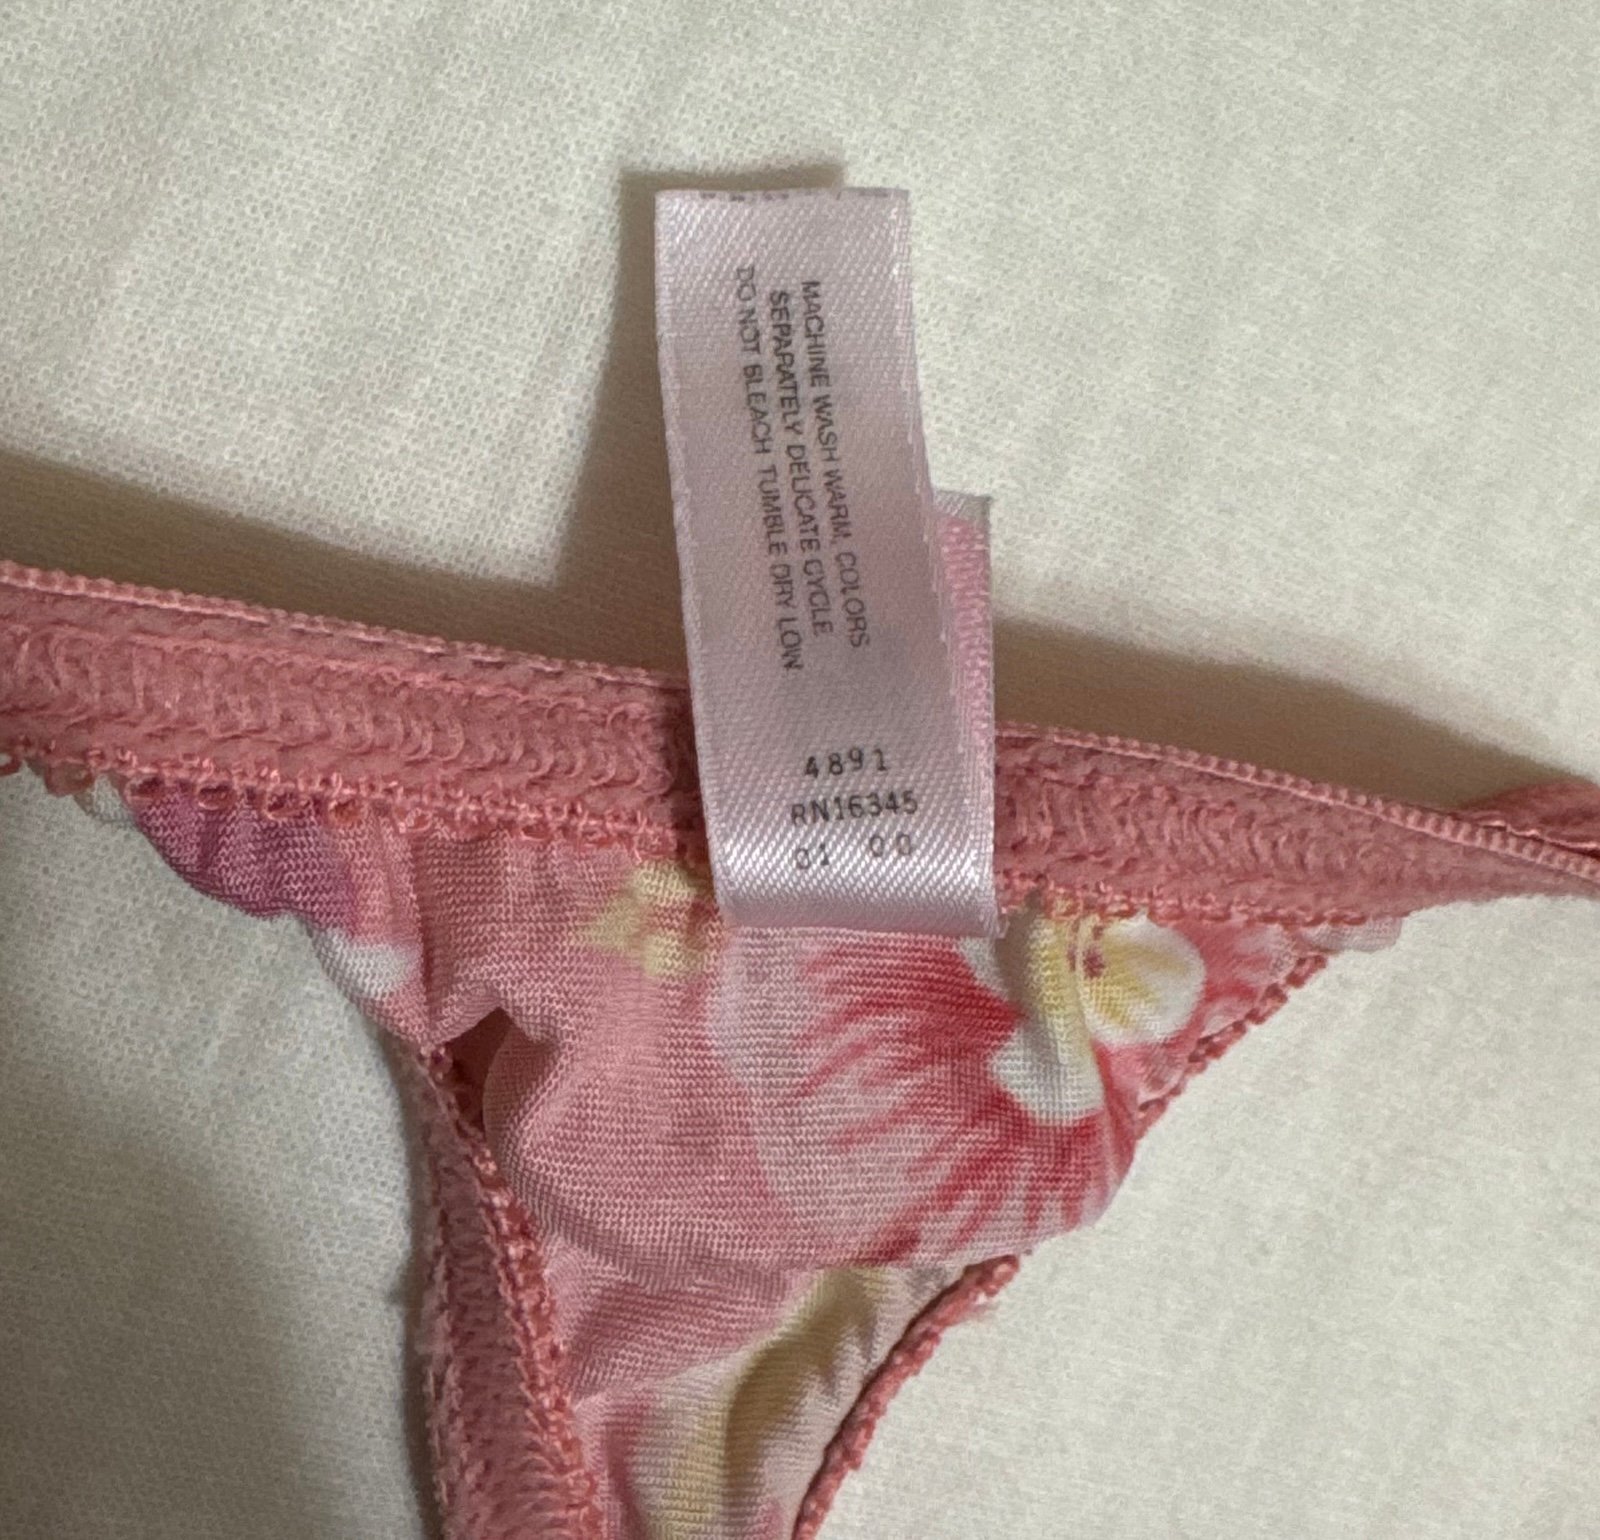 MACHINE WASH WARM, COLORS
SEPARATELY DELICATE CYCLE
DO NOT BLEACH TUMBLE DRY LOW
4891
RN16345
01 00